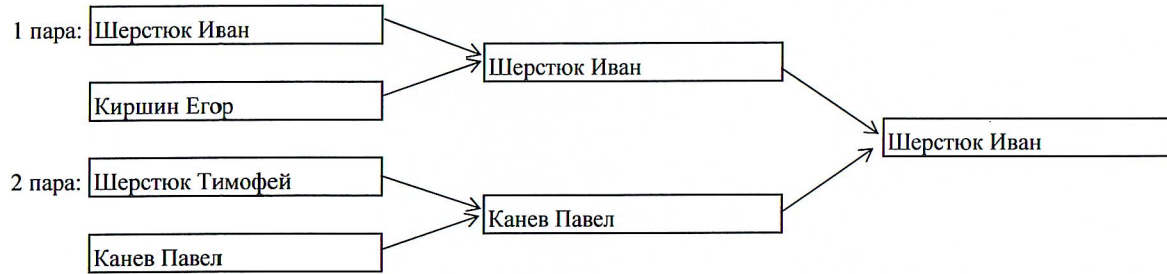 1 пара: Шерстюк Иван
Шерстюк Иван
Киршин Егор
Шерстюк Иван
2 пара: Шерстюк Тимофей
Канев Павел
Канев Павел